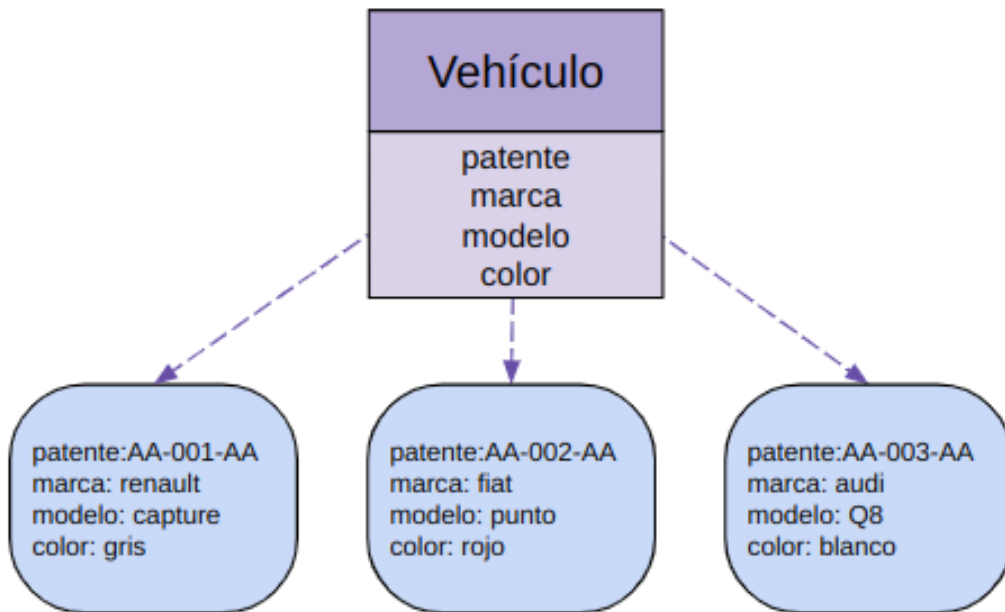 Vehículo
patente
marca
modelo
color
patente:AA-001-AA
marca: renault
modelo: capture
color: gris
patente:AA-002-AA
marca: fiat
modelo: punto
color: rojo
patente:AA-003-AA
marca: audi
modelo: Q8
color: blanco